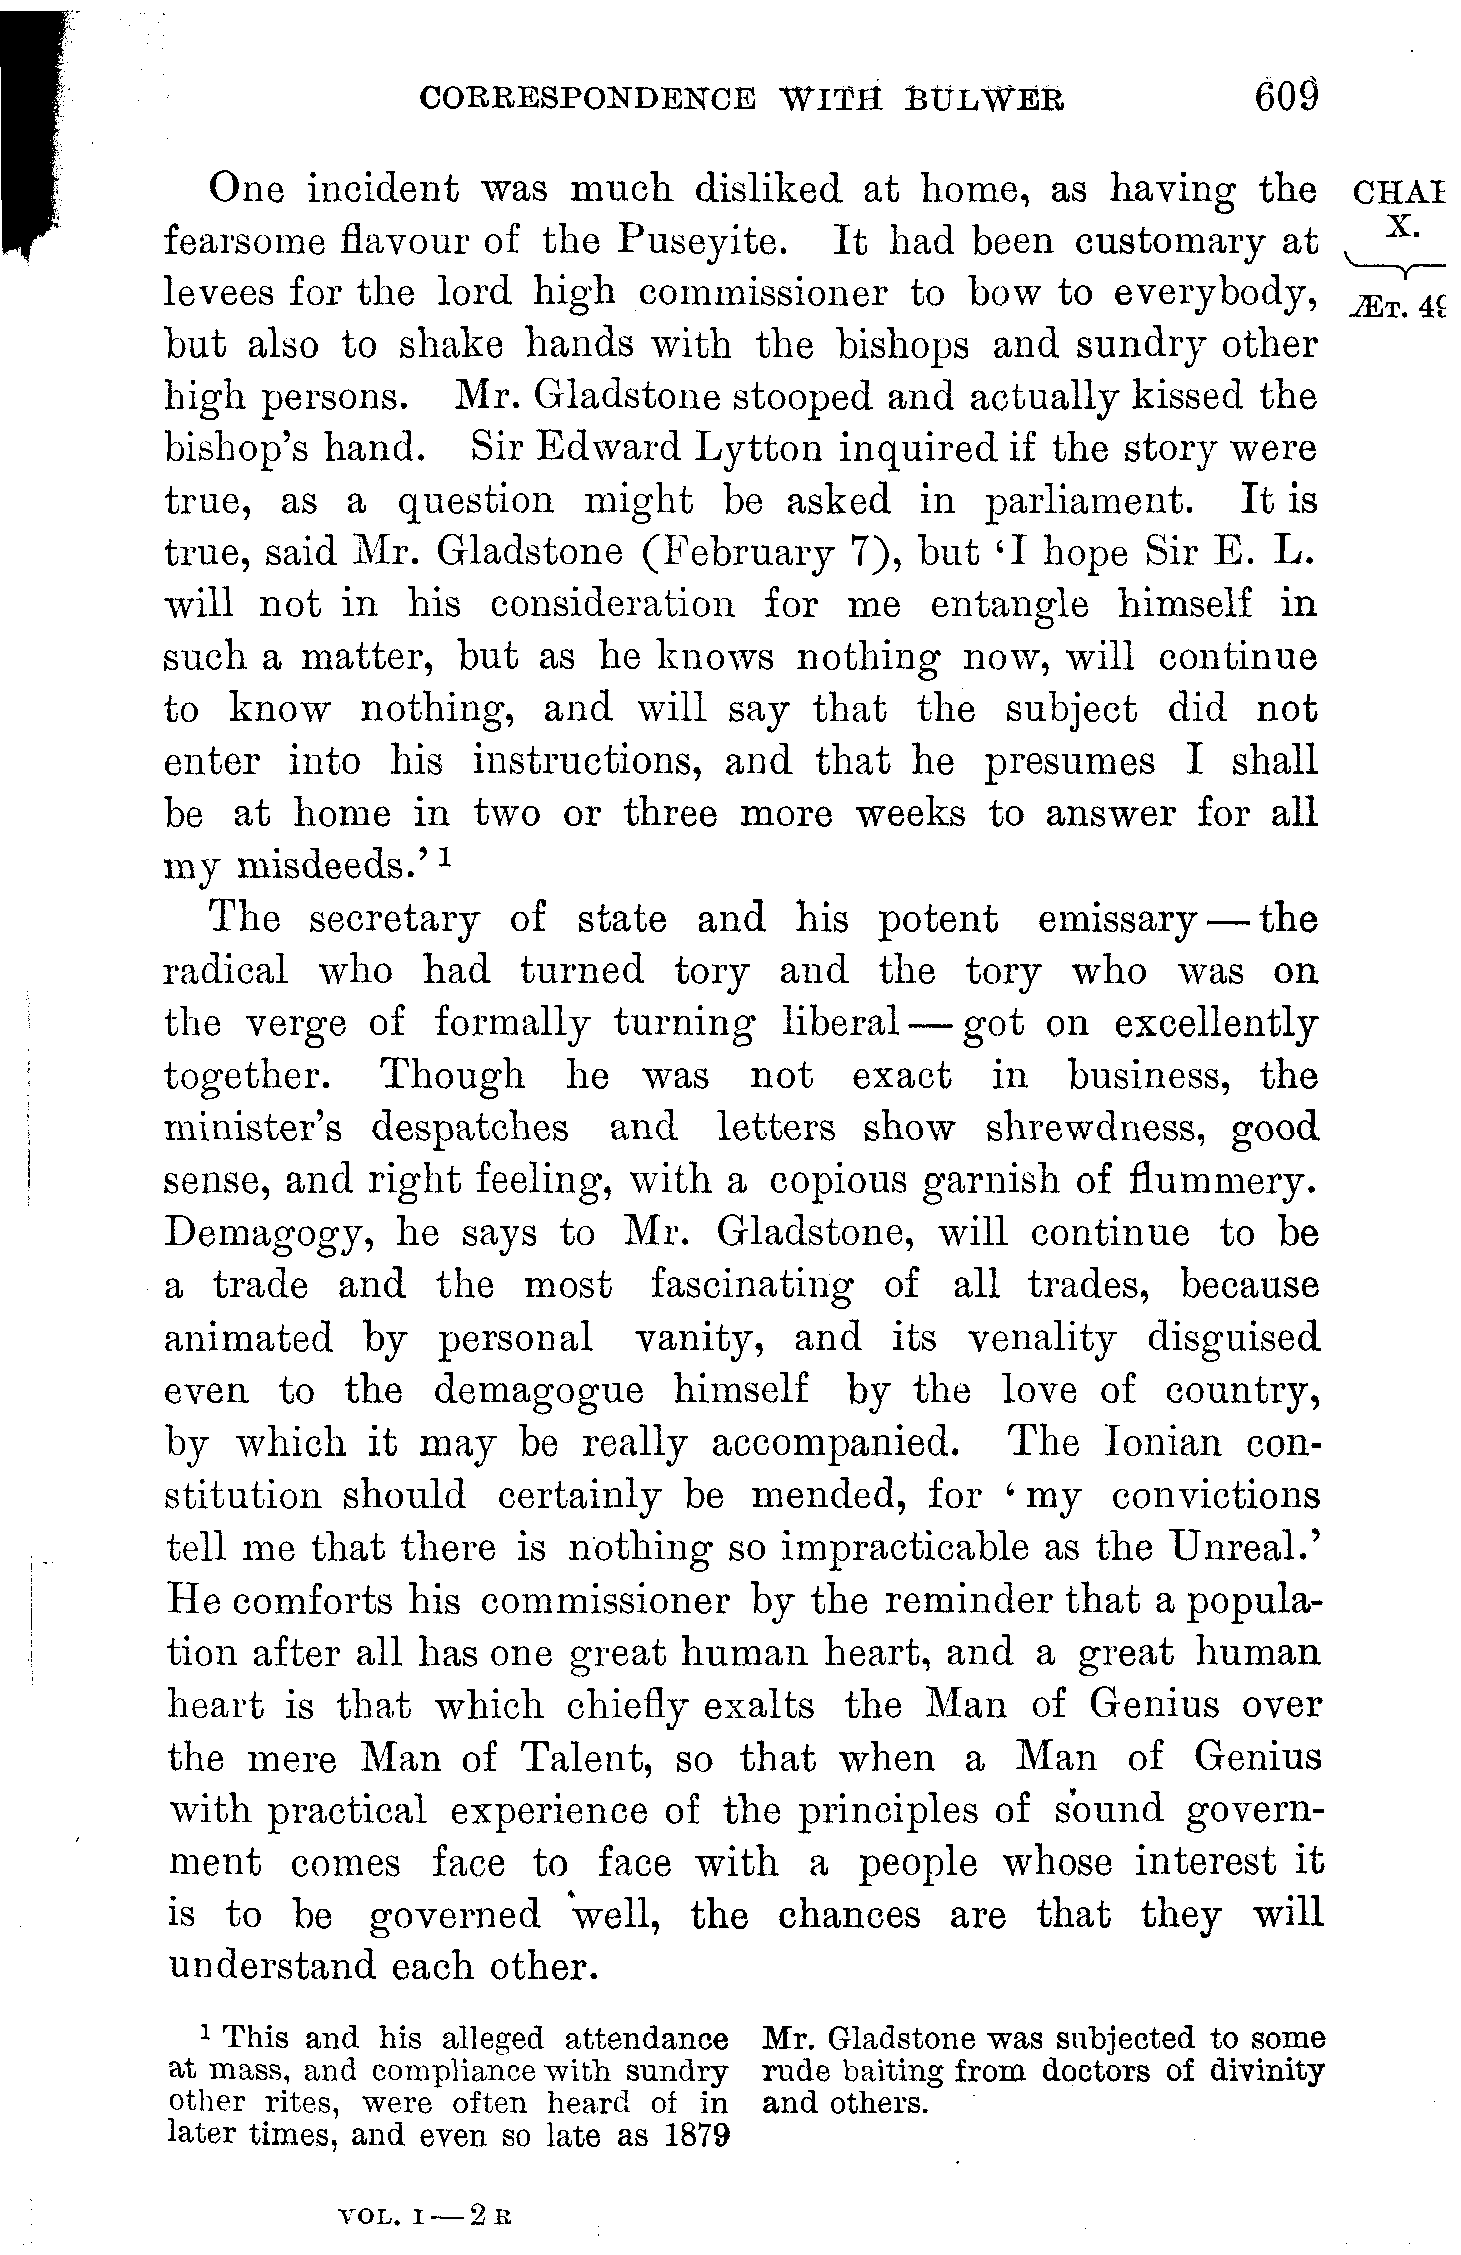 CORRESPONDENCE WITH BULWER 609
One incident was much disliked at home, as having the
fearsome flavour of the Puseyite. It had been customary at
levees for the lord high commissioner to bow to everybody,
but also to shake hands with the bishops and sundry other
high persons. Mr. Gladstone stooped and actually kissed the
bishop's hand. Sir Edward Lytton inquired if the story were
true, as a question might be asked in parliament. It is
true, said Mr. Gladstone (February 7), but 'I hope Sir E. L.
will not in his consideration for me entangle himself in
such a matter, but as he knows nothing now, will continue
to know nothing, and will say that the subject did not
enter into his instructions, and that he presumes I shall
be at home in two or three more weeks to answer for all
my misdeeds.' 1
The secretary of state and his potent emissary — the
radical who had turned tory and the tory who was on
the verge of formally turning liberal — got on excellently
together. Though he was not exact in business, the
minister's despatches and letters show shrewdness, good
sense, and right feeling, with a copious garnish of flummery.
Demagogy, he says to Mr. Gladstone, will continue to be
a trade and the most fascinating of all trades, because
animated by personal vanity, and its venality disguised
even to the demagogue himself by the love of country,
by which it may be really accompanied. The Ionian con-
stitution should certainly be mended, for 'my convictions
tell me that there is nothing so impracticable as the Unreal.'
He comforts his commissioner by the reminder that a popula-
tion after all has one great human heart, and a great human
heart is that which chiefly exalts the Man of Genius over
the mere Man of Talent, so that when a Man of Genius
with practical experience of the principles of sound govern-
ment comes face to face with a people whose interest it
is to be governed well, the chances are that they will
understand each other.
CHAP
X.
ÆT. 49
1 This and his alleged attendance
at mass, and compliance with sundry
other rites, were often heard of in
later times, and even so late as 1879
Mr. Gladstone was subjected to some
rude baiting from doctors of divinity
and others.
VOL. I — 2 R